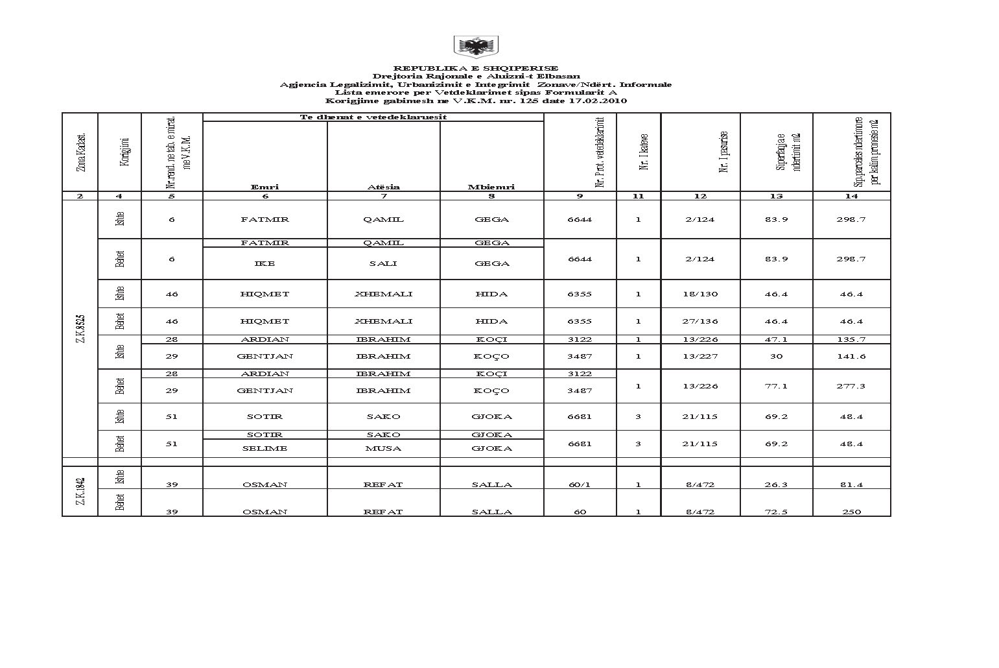 REPUBLIKA E SHQIPERISE
Drejtoria Rajonale e Aluizni-t Elbasan
Agjencia Legalizimit, Urbanizimit e Integrimit Zonave/Ndërt. Informale
Lista emerore per Vetdeklarimet sipas Formularit A
Korigjime gabimesh ne V.K.M. nr. 125 date 17.02.2010
Zona Kadast.
Korigjimi
Nr.rend. ne tab. e mirat.
me V.K.M.
Te dhenat e vetedeklaruesit
Emri Atësia Mbiemri
Nr. Prot. vetedeklarimit
Nr. I kateve
Nr. I pasurise
Siperfaqja e
ndertimit m2
Sip.parceles ndertimore
per kalim pronesie m2
2 4 5 6 7 8 9 11 12 13 14
Z.K.8525
Ishte 6 FATMIR QAMIL GEGA 6644 1 2/124 83.9 298.7
FATMIR QAMIL GEGA
Behet 6 6644 1 2/124 83.9 298.7
IKE SALI GEGA
Ishte 46 HIQMET XHEMALI HIDA 6355 1 18/130 46.4 46.4
Behet 46 HIQMET XHEMALI HIDA 6355 1 27/136 46.4 46.4
Ishte 28 ARDIAN IBRAHIM KOÇI 3122 1 13/226 47.1 135.7
29 GENTJAN IBRAHIM KOÇO 3487 1 13/227 30 141.6
Behet 28 ARDIAN IBRAHIM KOÇI 3122
1 13/226 77.1 277.3
29 GENTJAN IBRAHIM KOÇO 3487
Ishte 51 SOTIR SAKO GJOKA 6681 3 21/115 69.2 48.4
SOTIR SAKO GJOKA
Behet 51 6681 3 21/115 69.2 48.4
SELIME MUSA GJOKA
Z.K.1842
Ishte 39 OSMAN REFAT SALLA 60/1 1 8/472 26.3 81.4
Behet 39 OSMAN REFAT SALLA 60 1 8/472 72.5 250